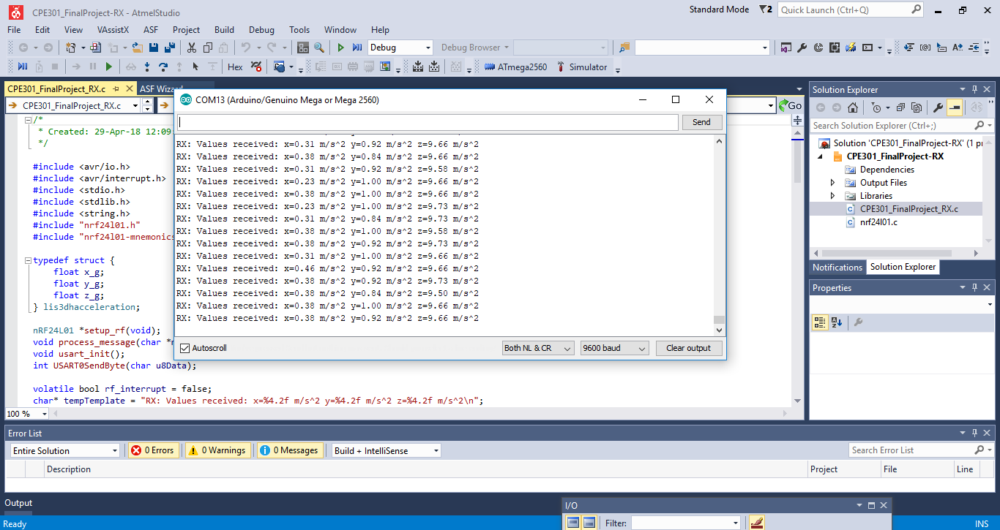 CPE301_FinalProject-RX - AtmelStudio
Standard Mode
2
Quick Launch (Ctrl+Q)
File Edit View VAssistX ASF Project Build Debug Tools Window Help
Debug
Debug Browser
Hex
ATmega2560
Simulator
CPE301_FinalProject_RX.c
ASF Wizard
CPE301_FinalProject_RX.c
Go
COM13 (Arduino/Genuino Mega or Mega 2560)
Send
RX: Values received: x=0.31 m/s^2 y=0.92 m/s^2 z=9.66 m/s^2
RX: Values received: x=0.38 m/s^2 y=0.84 m/s^2 z=9.66 m/s^2
RX: Values received: x=0.31 m/s^2 y=0.92 m/s^2 z=9.58 m/s^2
RX: Values received: x=0.23 m/s^2 y=1.00 m/s^2 z=9.66 m/s^2
RX: Values received: x=0.38 m/s^2 y=1.00 m/s^2 z=9.66 m/s^2
RX: Values received: x=0.23 m/s^2 y=1.00 m/s^2 z=9.73 m/s^2
RX: Values received: x=0.31 m/s^2 y=0.84 m/s^2 z=9.73 m/s^2
RX: Values received: x=0.38 m/s^2 y=1.00 m/s^2 z=9.58 m/s^2
RX: Values received: x=0.38 m/s^2 y=0.92 m/s^2 z=9.73 m/s^2
RX: Values received: x=0.31 m/s^2 y=1.00 m/s^2 z=9.66 m/s^2
RX: Values received: x=0.46 m/s^2 y=0.92 m/s^2 z=9.66 m/s^2
RX: Values received: x=0.38 m/s^2 y=0.92 m/s^2 z=9.73 m/s^2
RX: Values received: x=0.38 m/s^2 y=0.84 m/s^2 z=9.50 m/s^2
RX: Values received: x=0.38 m/s^2 y=1.00 m/s^2 z=9.66 m/s^2
RX: Values received: x=0.38 m/s^2 y=0.92 m/s^2 z=9.66 m/s^2
Autoscroll
Both NL & CR
9600 baud
Clear output
/*
* Created: 29-Apr-18 12:09:
*/
#include <avr/io.h>
#include <avr/interrupt.h>
#include <stdio.h>
#include <stdlib.h>
#include <string.h>
#include "nrf24l01.h"
#include "nrf24l01-mnemonics
typedef struct {
float x_g;
float y_g;
float z_g;
} lis3dhacceleration;
nRF24L01 *setup_rf(void);
void process_message(char *
void usart_init();
int USART0SendByte(char u8Data);
volatile bool rf_interrupt = false;
char* tempTemplate = "RX: Values received: x=%4.2f m/s^2 y=%4.2f m/s^2 z=%4.2f m/s^2\n";
100 %
Solution Explorer
Search Solution Explorer (Ctrl+;)
Solution 'CPE301_FinalProject-RX' (1 pr
CPE301_FinalProject-RX
Dependencies
Output Files
Libraries
CPE301_FinalProject_RX.c
nrf24l01.c
Notifications
Solution Explorer
Properties
Error List
Entire Solution
0 Errors
0 Warnings
0 Messages
Build + IntelliSense
Search Error List
Description Project File Line
Output
I/O
Filter:
Ready
INS